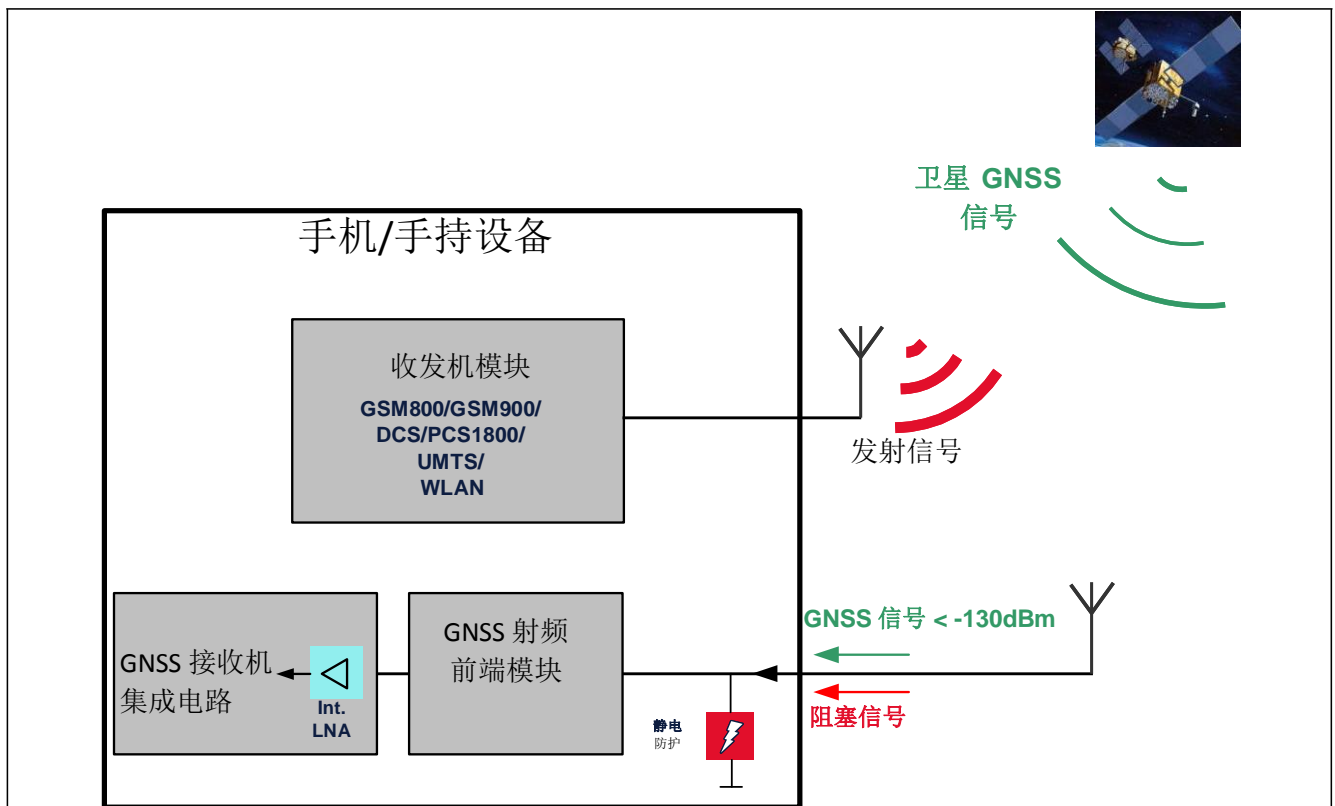 卫星 GNSS
信号
手机/手持设备
收发机模块
GSM800/GSM900/
DCS/PCS1800/
UMTS/
WLAN
发射信号
GNSS 接收机
集成电路
Int.
LNA
GNSS 射频
前端模块
GNSS 信号 < -130dBm
阻塞信号
静电
防护